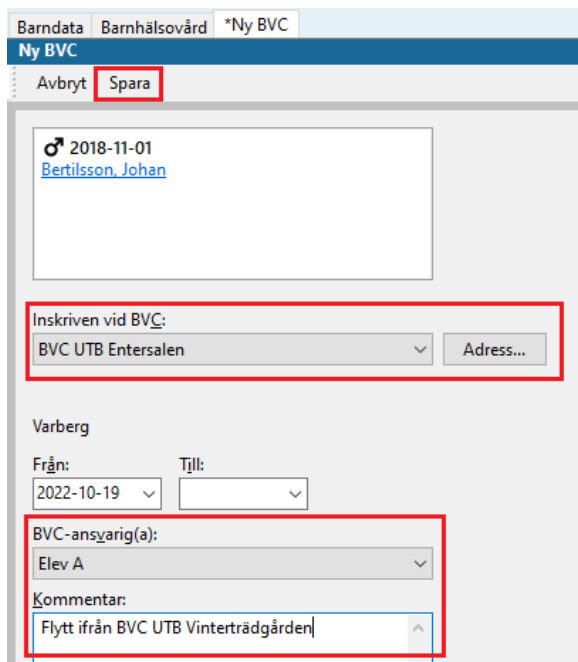 Barndata Barnhälsovård *Ny BVC
Ny BVC
Avbryt Spara
♂ 2018-11-01
Bertilsson, Johan
Inskriven vid BVC:
BVC UTB Entersalen Adress...
Varberg
Från: Till:
2022-10-19
BVC-ansvarig(a):
Elev A
Kommentar:
Flytt ifrån BVC UTB Vinterträdgården